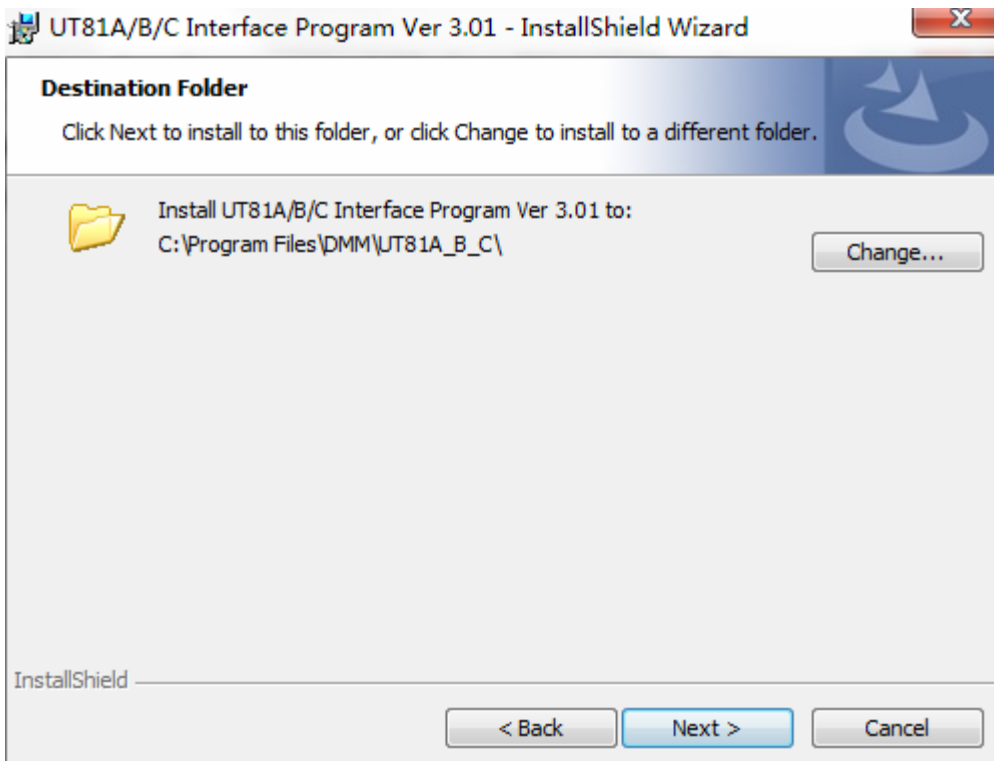 UT81A/B/C Interface Program Ver 3.01 - InstallShield Wizard
Destination Folder
Click Next to install to this folder, or click Change to install to a different folder.
Install UT81A/B/C Interface Program Ver 3.01 to:
C:\Program Files\DMM\UT81A_B_C\
Change...
InstallShield
< Back
Next >
Cancel